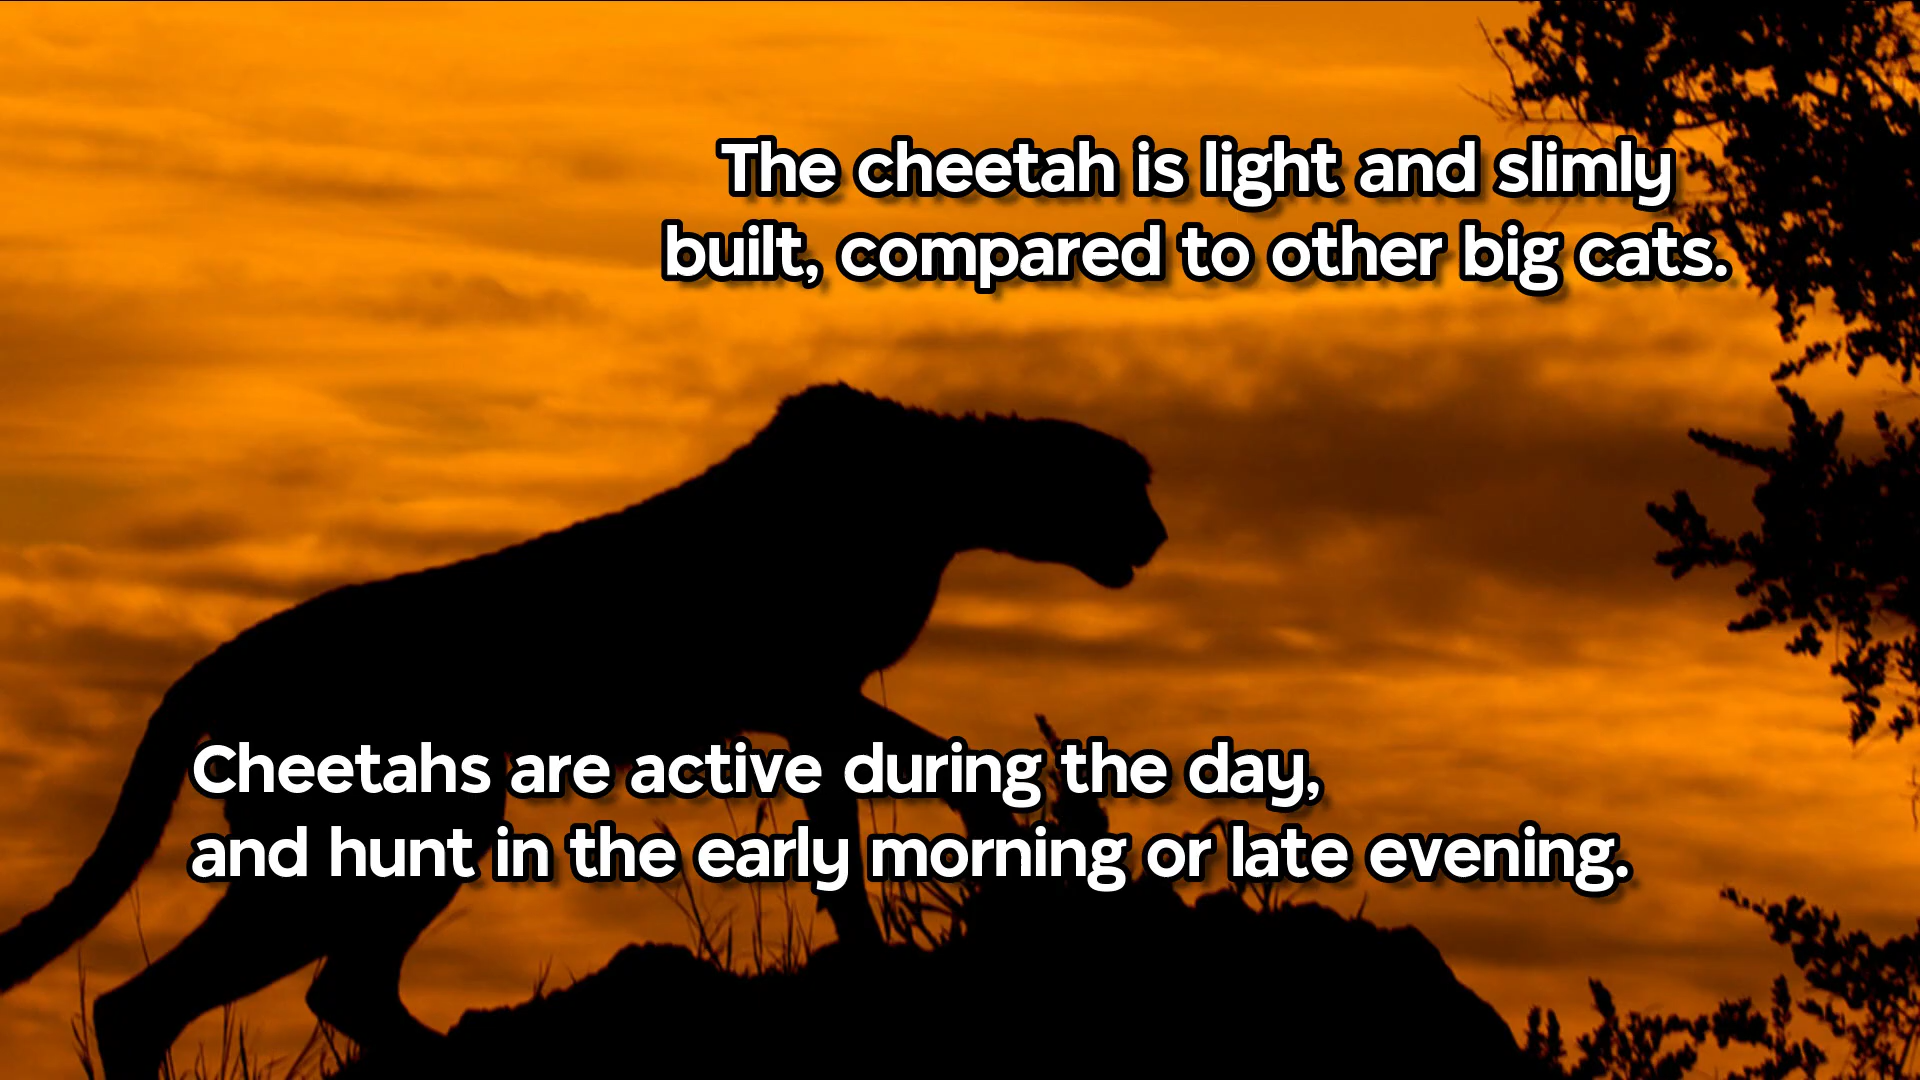 The cheetah is light and slimly
built, compared to other big cats.
Cheetahs are active during the day,
and hunt in the early morning or late evening.